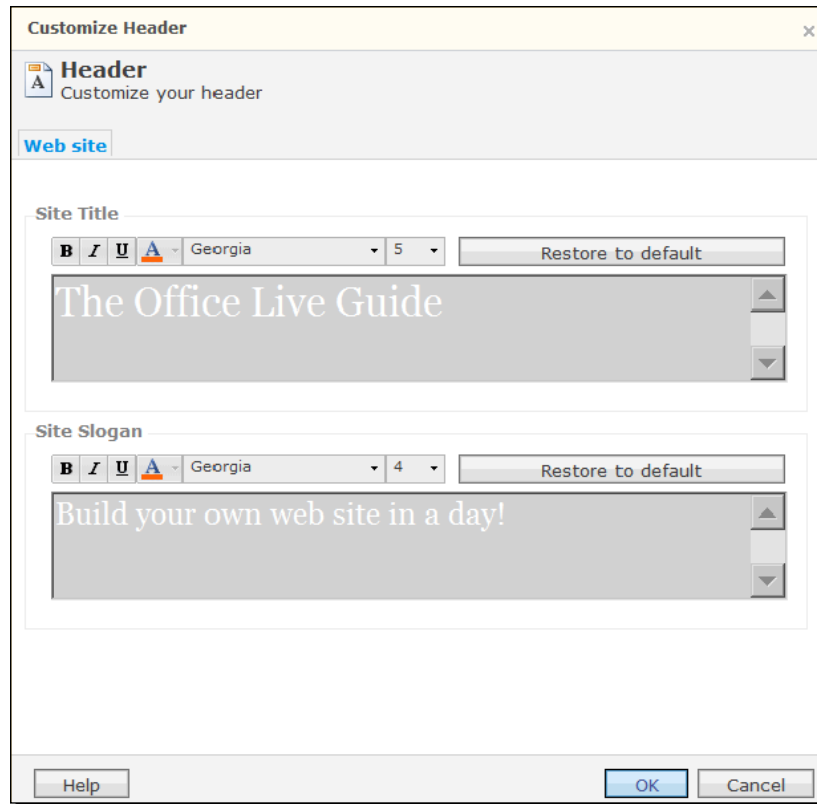 Customize Header
Header
Customize your header
Web site
Site Title
B I U A Georgia 5 Restore to default
The Office Live Guide
Site Slogan
B I U A Georgia 4 Restore to default
Build your own web site in a day!
Help OK Cancel